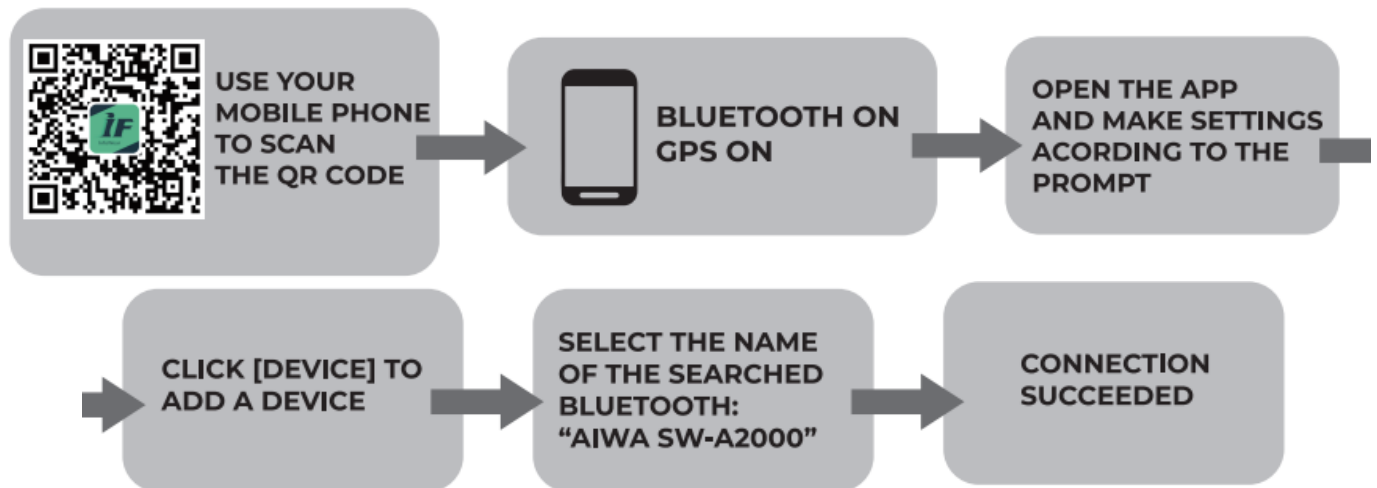 USE YOUR
MOBILE PHONE
TO SCAN
THE QR CODE
iF
BLUETOOTH ON
GPS ON
OPEN THE APP
AND MAKE SETTINGS
ACORDING TO THE
PROMPT
CLICK [DEVICE] TO
ADD A DEVICE
SELECT THE NAME
OF THE SEARCHED
BLUETOOTH:
“AIWA SW-A2000”
CONNECTION
SUCCEEDED